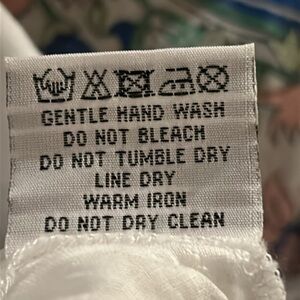 GENTLE HAND WASH
DO NOT BLEACH
DO NOT TUMBLE DRY
LINE DRY
WARM IRON
DO NOT DRY CLEAN